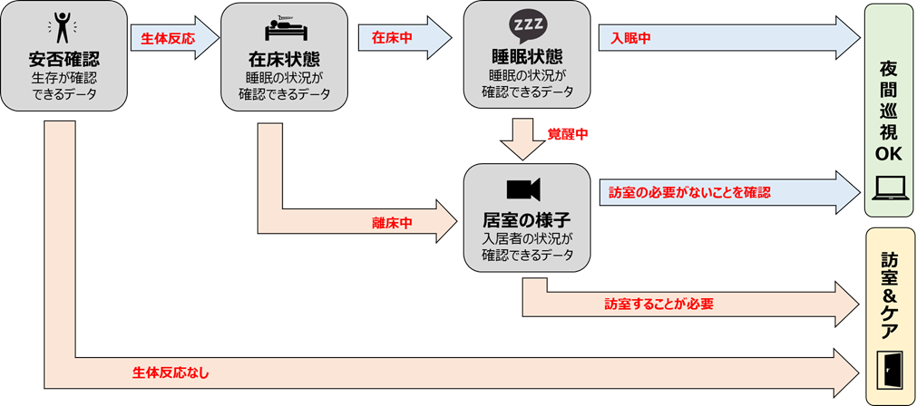 安否確認
生存が確認
できるデータ
生体反応
在床状態
睡眠の状況が
確認できるデータ
在床中
ZZZ
睡眠状態
睡眠の状況が
確認できるデータ
入眠中
夜間巡視OK
覚醒中
離床中
居室の様子
入居者の状況が
確認できるデータ
訪室の必要がないことを確認
訪室することが必要
訪室&ケア
生体反応なし